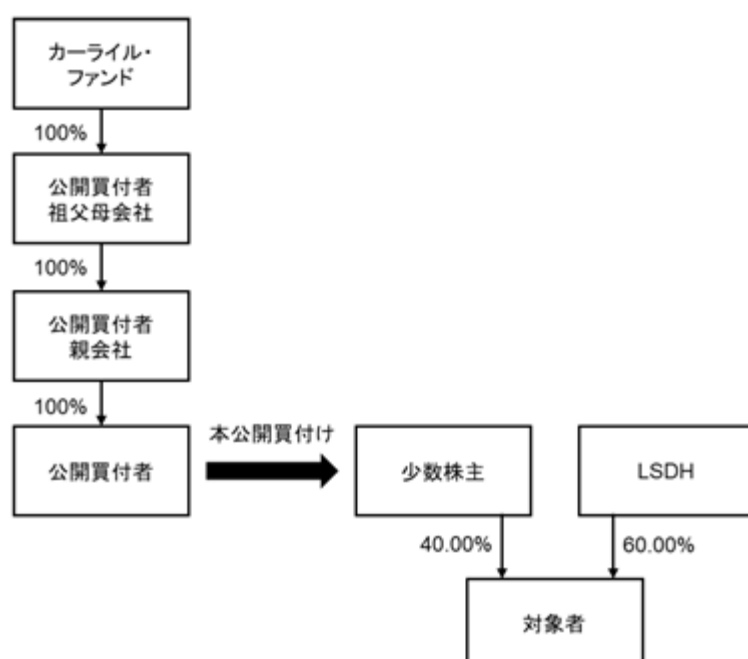 カーライル・
ファンド
100%
公開買付者
祖父母会社
100%
公開買付者
親会社
100%
公開買付者
本公開買付け
少数株主
LSDH
40.00%
60.00%
対象者